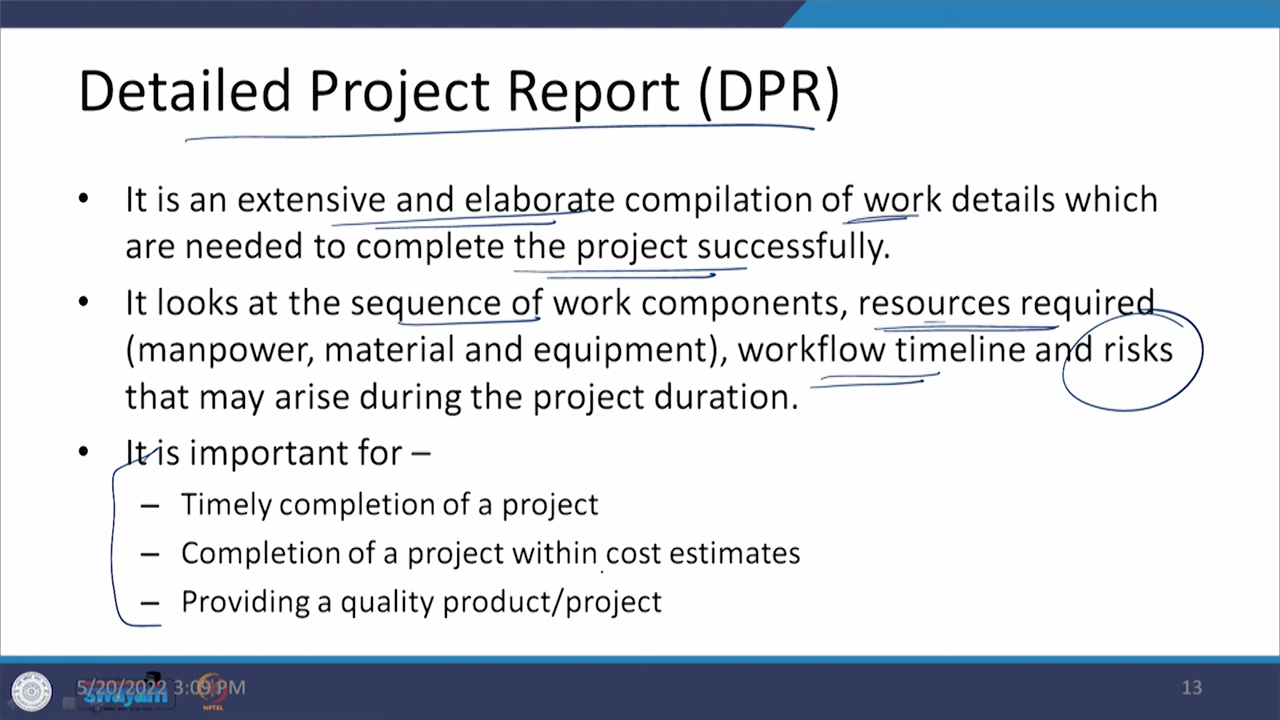 Detailed Project Report (DPR)
• It is an extensive and elaborate compilation of work details which
are needed to complete the project successfully.
• It looks at the sequence of work components, resources required
(manpower, material and equipment), workflow timeline and risks
that may arise during the project duration.
• It is important for –
– Timely completion of a project
– Completion of a project within cost estimates
– Providing a quality product/project
5/20/2022 3:09 PM
swayam
NPTEL
13